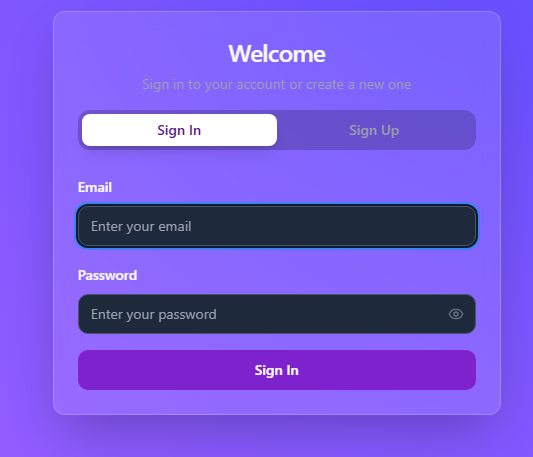 Welcome
Sign in to your account or create a new one
Sign In
Sign Up
Email
Enter your email
Password
Enter your password
Sign In